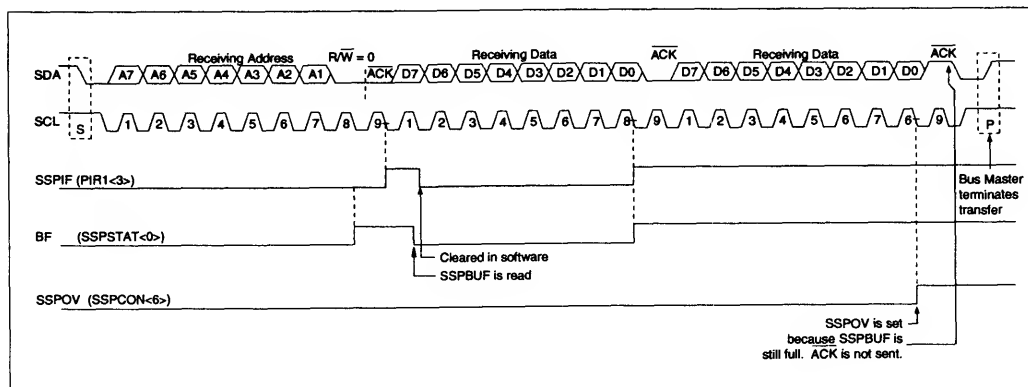 Receiving Address R/W = 0 Receiving Data ACK Receiving Data ACK
SDA A7 A6 A5 A4 A3 A2 A1 ACK D7 D6 D5 D4 D3 D2 D1 D0 D7 D6 D5 D4 D3 D2 D1 D0
SCL S 1 2 3 4 5 6 7 8 9 1 2 3 4 5 6 7 8 9 1 2 3 4 5 6 7 6 9 P
SSPIF (PIR1<3>)
Bus Master
terminates
transfer
BF (SSPSTAT<0>)
Cleared in software
SSPBUF is read
SSPOV (SSPCON<6>)
SSPOV is set
because SSPBUF is
still full. ACK is not sent.